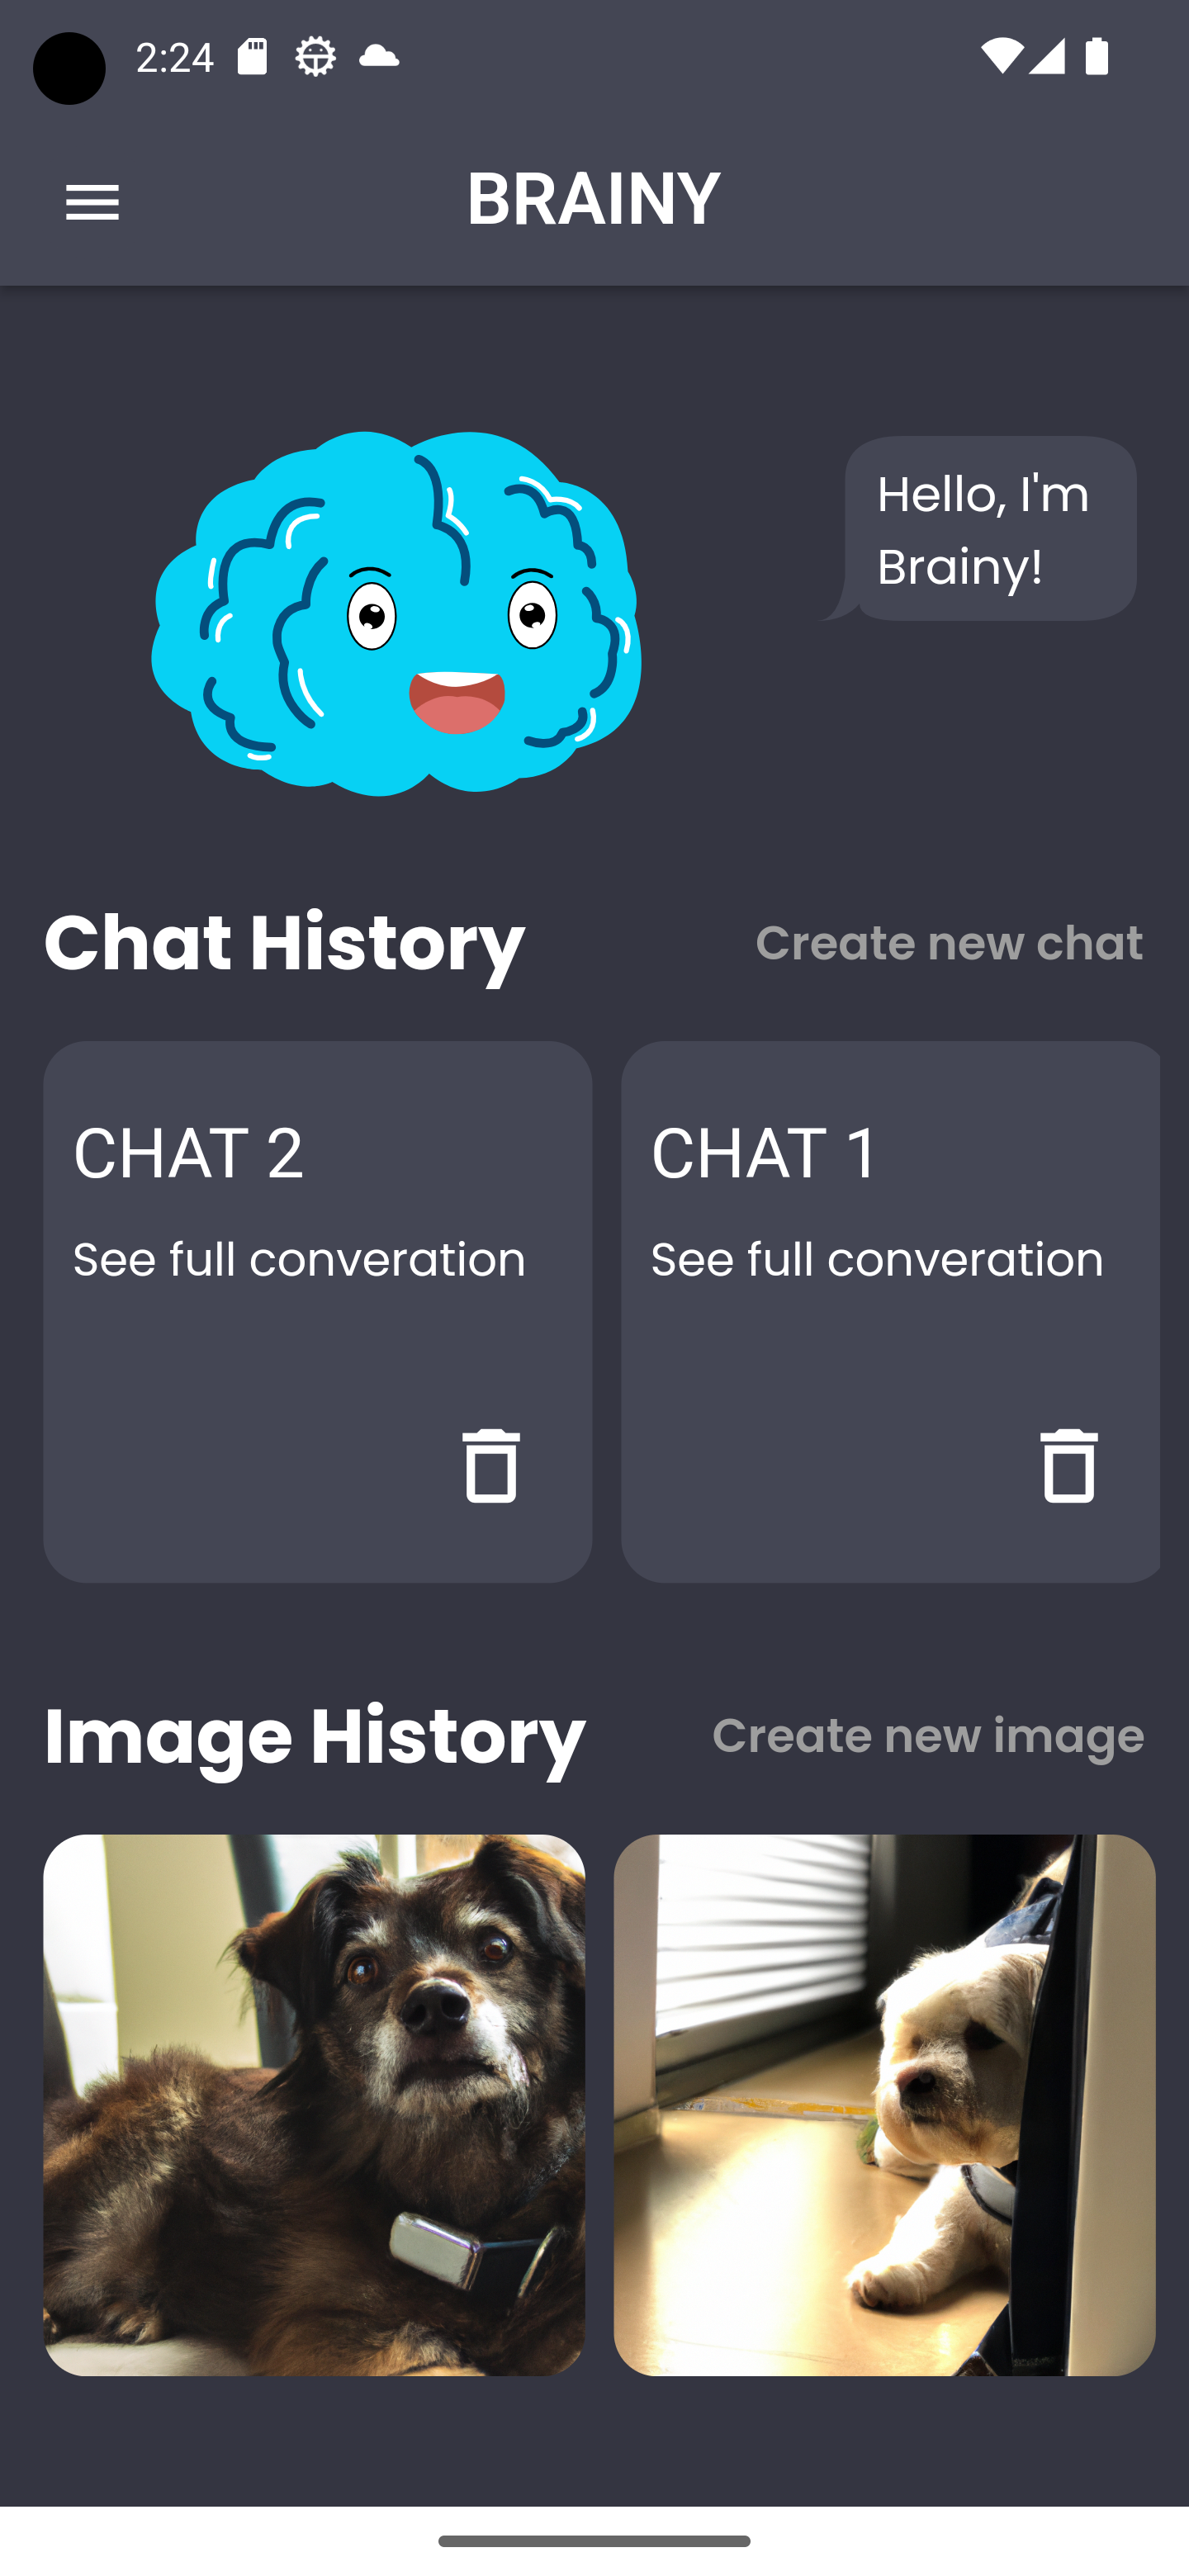 2:24
BRAINY
Hello, I'm
Brainy!
Chat History
Create new chat
CHAT 2
See full converation
CHAT 1
See full converation
Image History
Create new image